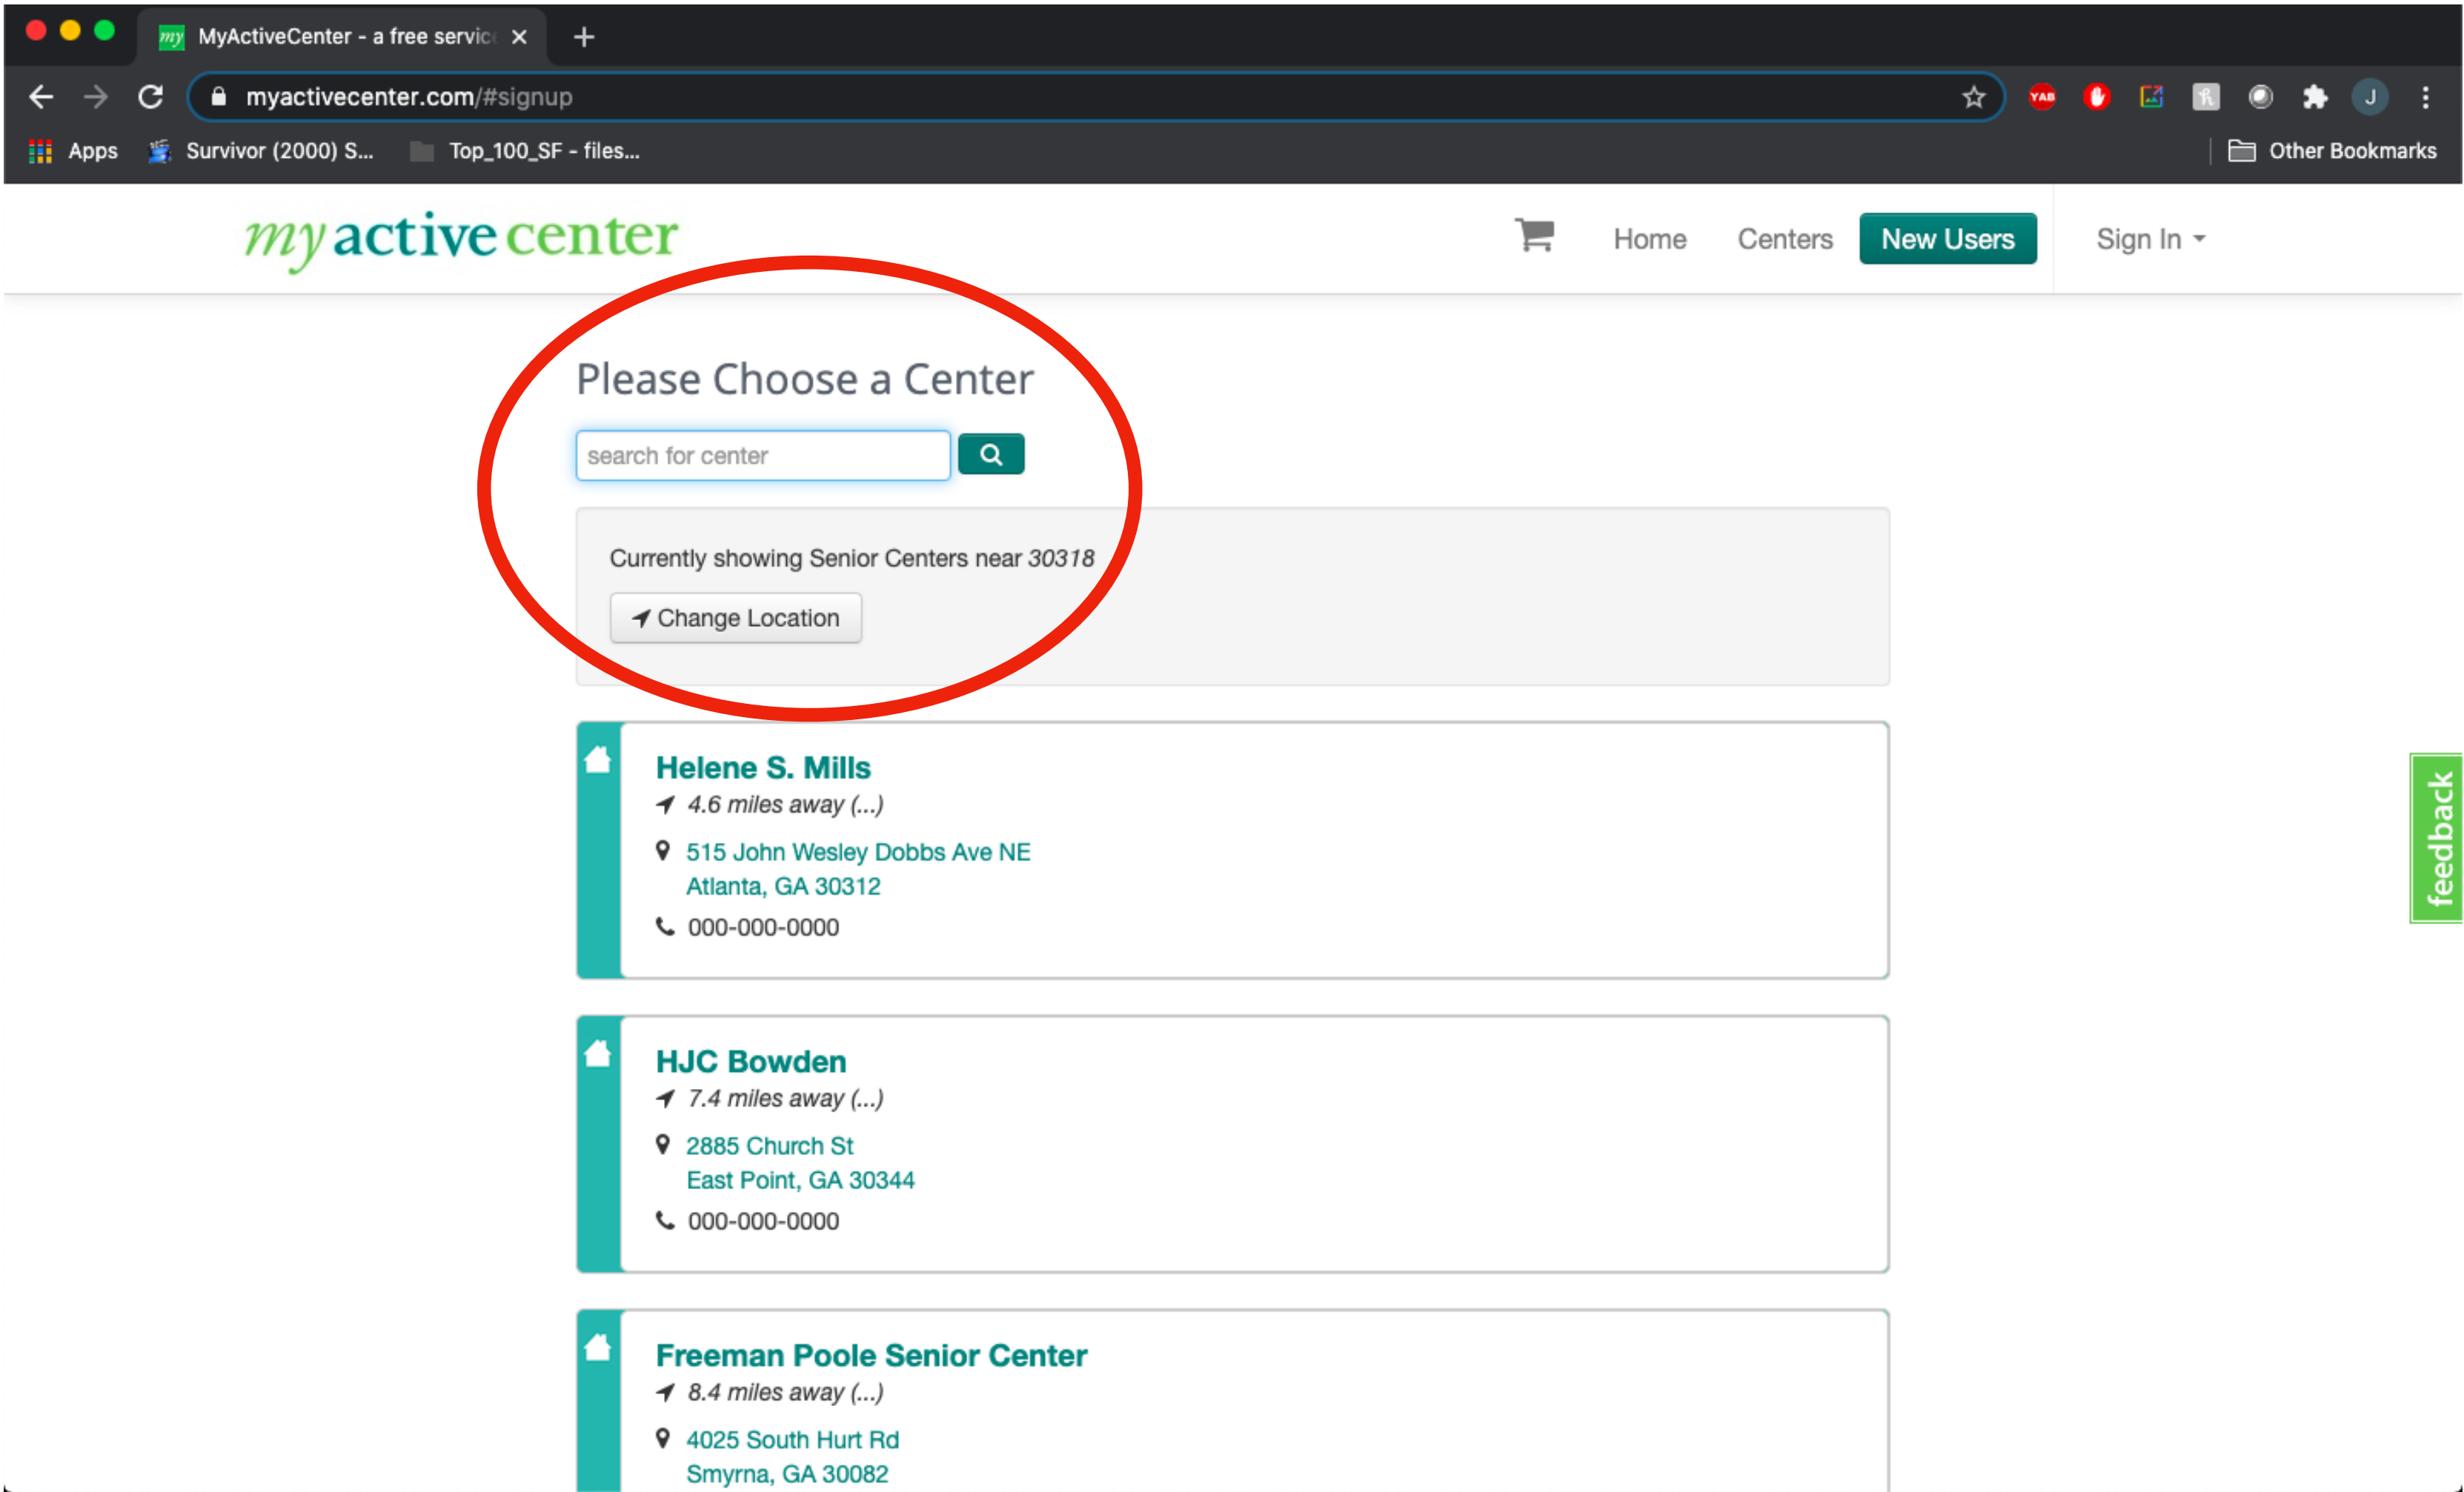 my MyActiveCenter - a free servic
myactivecenter.com/#signup
YAB
J
Apps Survivor (2000) S... Top_100_SF - files... Other Bookmarks
my active center
Home Centers New Users Sign In
Please Choose a Center
search for center
Currently showing Senior Centers near 30318
Change Location
Helene S. Mills
4.6 miles away (...)
515 John Wesley Dobbs Ave NE
Atlanta, GA 30312
000-000-0000
feedback
HJC Bowden
7.4 miles away (...)
2885 Church St
East Point, GA 30344
000-000-0000
Freeman Poole Senior Center
8.4 miles away (...)
4025 South Hurt Rd
Smyrna, GA 30082